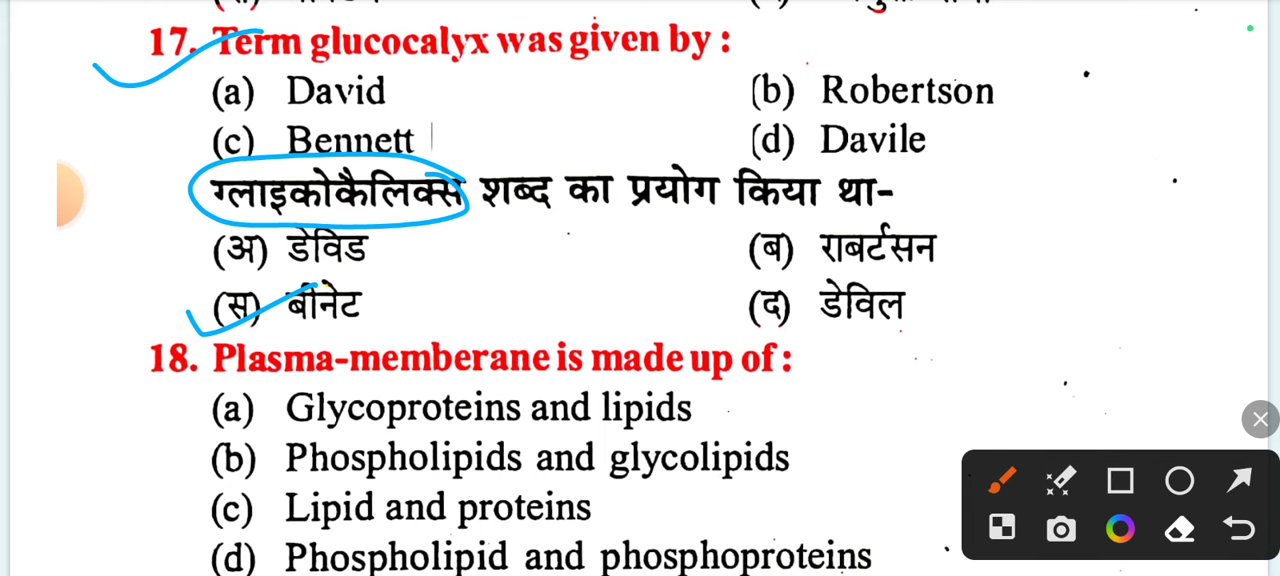 17. Term glucocalyx was given by :
(a) David (b) Robertson
(c) Bennett (d) Davile
ग्लाइकोकैलिक्स शब्द का प्रयोग किया था-
(अ) डेविड (ब) राबर्टसन
(स) बीनेट (द) डेविल
18. Plasma-memberane is made up of :
(a) Glycoproteins and lipids
(b) Phospholipids and glycolipids
(c) Lipid and proteins
(d) Phospholipid and phosphoproteins